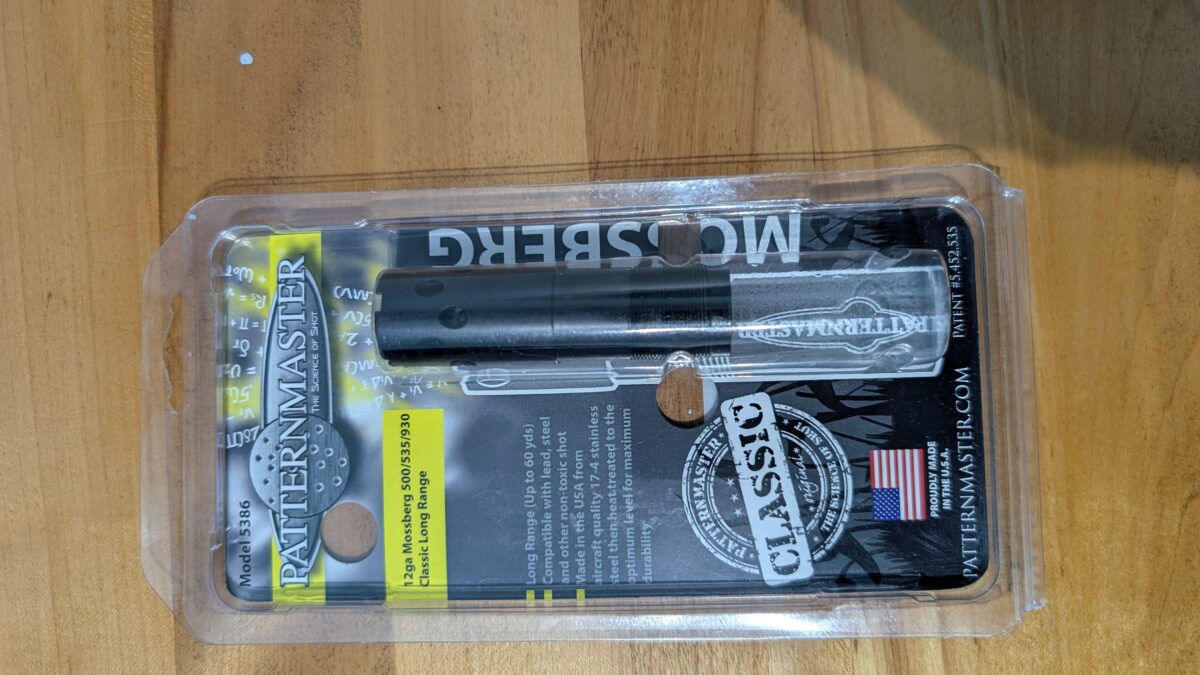 Model 5386
PATTERNMASTER
THE SCIENCE OF SHOT
12ga Mossberg 500/535/930
Classic Long Range
Long Range (Up to 60 yds)
Compatible with lead, steel
and other non-toxic shot
Made in the USA from
aircraft quality 17-4 stainless
steel then heat treated to the
optimum level for maximum
durability.
MOSSBERG
PATTERNMASTER
PATTERNMASTER
CLASSIC
Original
THE SCIENCE OF SHOT
PROUDLY MADE
IN THE U.S.A.
PATTERNMASTER.COM
PATENT #5,452,535